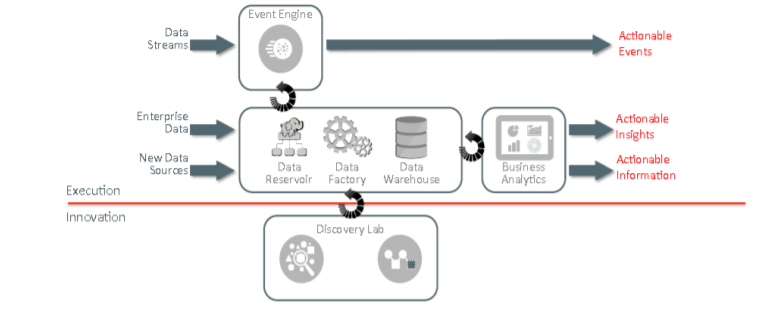 Event Engine
Data
Streams
Actionable
Events
Enterprise
Data
Actionable
Insights
New Data
Sources
Data
Reservoir
Data
Factory
Data
Warehouse
Business
Analytics
Actionable
Information
Execution
Innovation
Discovery Lab